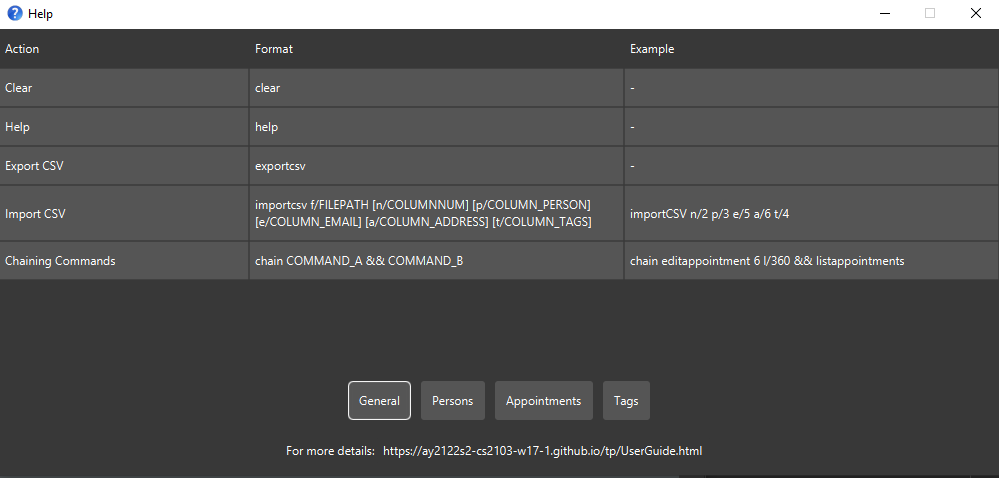 Help
Action Format Example
Clear clear -
Help help -
Export CSV exportcsv -
importcsv f/FILEPATH [n/COLUMNNUM] [p/COLUMN_PERSON]
Import CSV importCSV n/2 p/3 e/5 a/6 t/4
[e/COLUMN_EMAIL] [a/COLUMN_ADDRESS] [t/COLUMN_TAGS]
Chaining Commands chain COMMAND_A && COMMAND_B chain editappointment 6 l/360 && listappointments
General Persons Appointments Tags
For more details: https://ay2122s2-cs2103-w17-1.github.io/tp/UserGuide.html